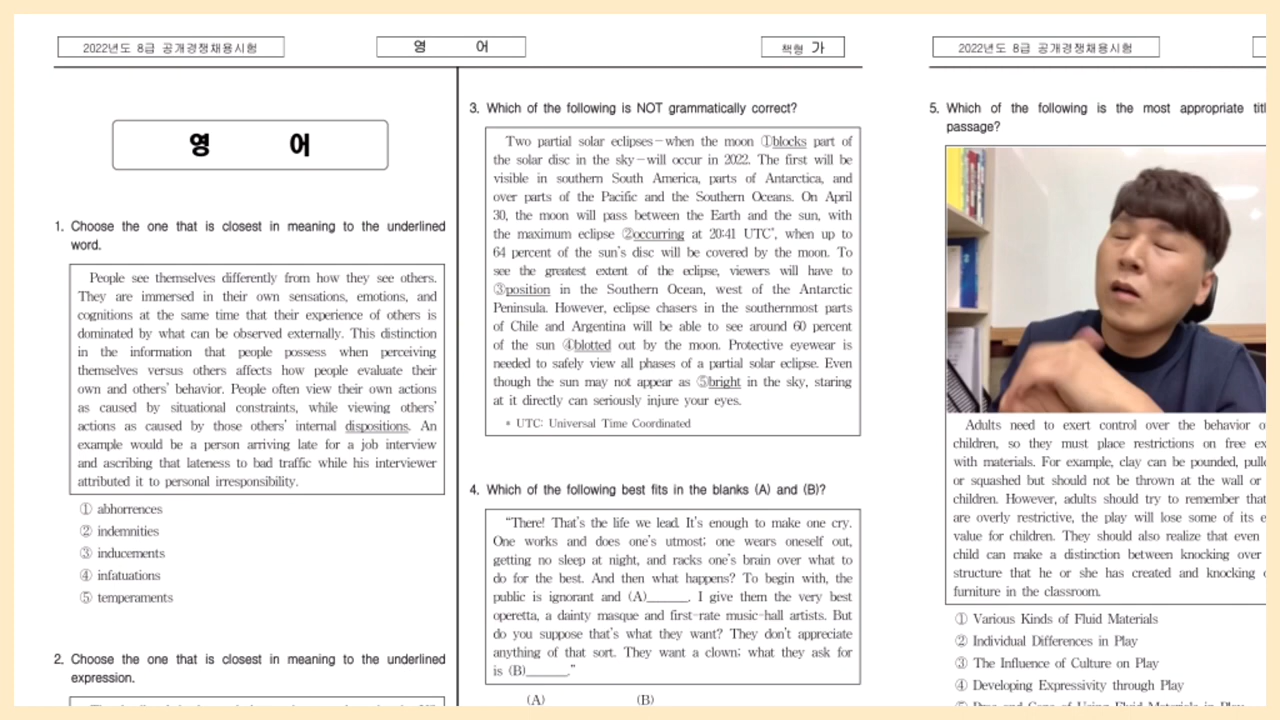 2022년도 8급 공개경쟁채용시험
영 어
책형 가
2022년도 8급 공개경쟁채용시험
영 어
1. Choose the one that is closest in meaning to the underlined
word.
People see themselves differently from how they see others.
They are immersed in their own sensations, emotions, and
cognitions at the same time that their experience of others is
dominated by what can be observed externally. This distinction
in the information that people possess when perceiving
themselves versus others affects how people evaluate their
own and others' behavior. People often view their own actions
as caused by situational constraints, while viewing others'
actions as caused by those others' internal dispositions. An
example would be a person arriving late for a job interview
and ascribing that lateness to bad traffic while his interviewer
attributed it to personal irresponsibility.
① abhorrences
② indemnities
③ inducements
④ infatuations
⑤ temperaments
2. Choose the one that is closest in meaning to the underlined
expression.
3. Which of the following is NOT grammatically correct?
Two partial solar eclipses－when the moon ①blocks part of
the solar disc in the sky－will occur in 2022. The first will be
visible in southern South America, parts of Antarctica, and
over parts of the Pacific and the Southern Oceans. On April
30, the moon will pass between the Earth and the sun, with
the maximum eclipse ②occurring at 20:41 UTC*, when up to
64 percent of the sun's disc will be covered by the moon. To
see the greatest extent of the eclipse, viewers will have to
③position in the Southern Ocean, west of the Antarctic
Peninsula. However, eclipse chasers in the southernmost parts
of Chile and Argentina will be able to see around 60 percent
of the sun ④blotted out by the moon. Protective eyewear is
needed to safely view all phases of a partial solar eclipse. Even
though the sun may not appear as ⑤bright in the sky, staring
at it directly can seriously injure your eyes.
* UTC: Universal Time Coordinated
4. Which of the following best fits in the blanks (A) and (B)?
"There! That's the life we lead. It's enough to make one cry.
One works and does one's utmost; one wears oneself out,
getting no sleep at night, and racks one's brain over what to
do for the best. And then what happens? To begin with, the
public is ignorant and (A)______. I give them the very best
operetta, a dainty masque and first-rate music-hall artists. But
do you suppose that's what they want? They don't appreciate
anything of that sort. They want a clown; what they ask for
is (B)______."
(A) (B)
5. Which of the following is the most appropriate
passage?
Adults need to exert control over the behavior
children, so they must place restrictions on free
with materials. For example, clay can be pounded,
or squashed but should not be thrown at the wall or
children. However, adults should try to remember that
are overly restrictive, the play will lose some of its
value for children. They should also realize that even
child can make a distinction between knocking over
structure that he or she has created and knocking
furniture in the classroom.
① Various Kinds of Fluid Materials
② Individual Differences in Play
③ The Influence of Culture on Play
④ Developing Expressivity through Play